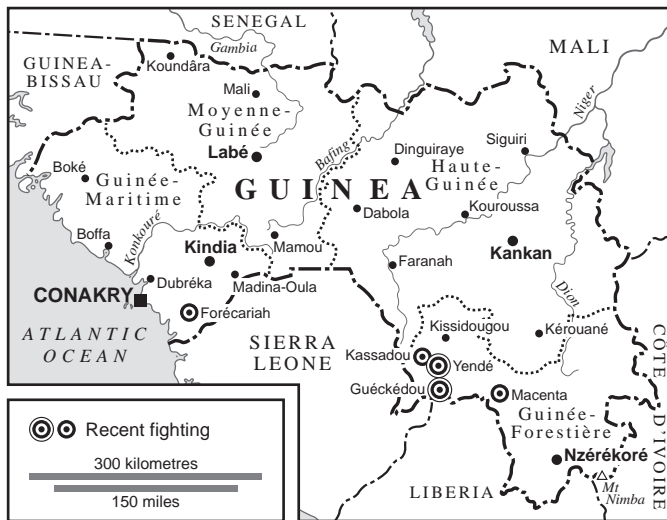 SENEGAL
GUINEA-
BISSAU
Gambia
MALI
Koundâra
Mali
Moyenne-
Guinée
Niger
Bafing
Siguiri
Labé
Dinguiraye
Haute-
Guinée
Boké
Guinée-
Maritime
GUINEA
Dabola
Kouroussa
Boffa
Konkouré
Kindia
Mamou
Kankan
Faranah
Dion
CONAKRY
Dubréka
Madina-Oula
Forécariah
ATLANTIC
OCEAN
SIERRA
LEONE
Kissidougou
Kérouané
Kassadou
Yendé
Guéckédou
Macenta
Guinée-
Forestière
CÔTE
D'IVOIRE
Nzérékoré
Mt
Nimba
LIBERIA
Recent fighting
300 kilometres
150 miles